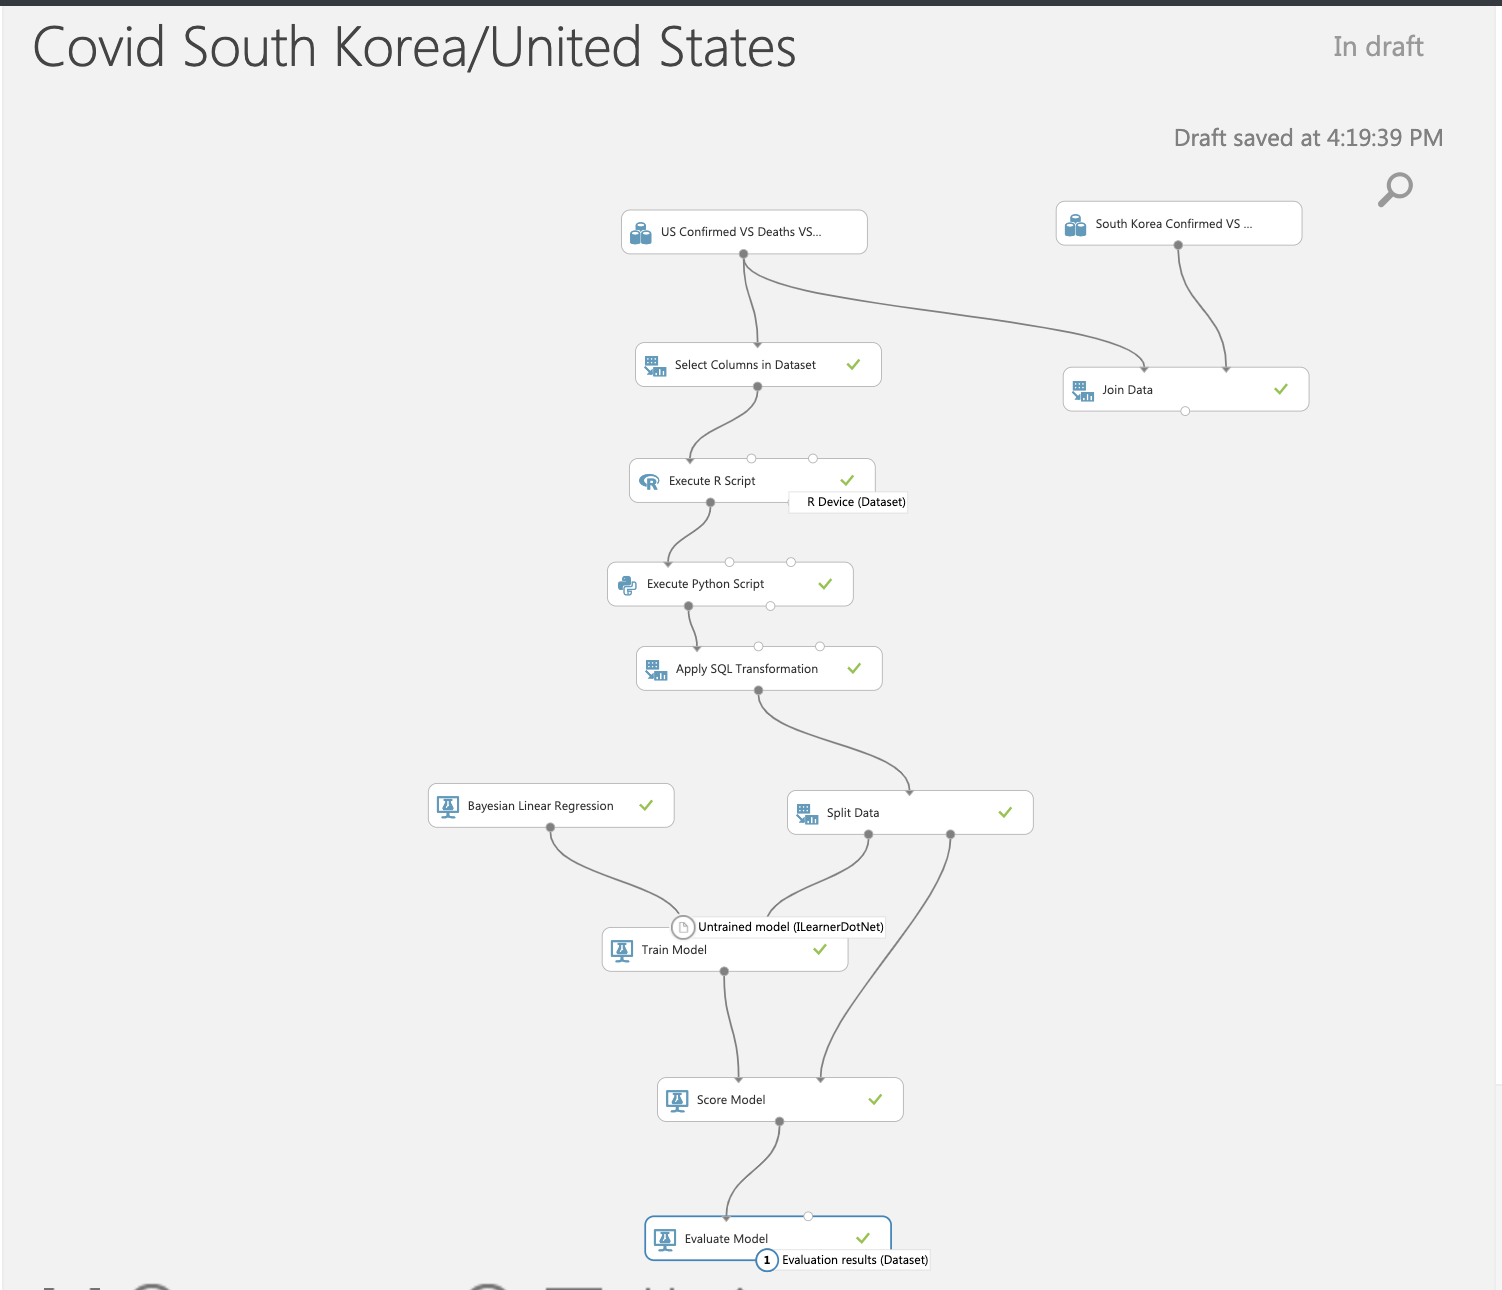 Covid South Korea/United States
In draft
Draft saved at 4:19:39 PM
US Confirmed VS Deaths VS...
South Korea Confirmed VS ...
Select Columns in Dataset
Join Data
Execute R Script
R Device (Dataset)
Execute Python Script
Apply SQL Transformation
Bayesian Linear Regression
Split Data
Untrained model (ILearnerDotNet)
Train Model
Score Model
Evaluate Model
1 Evaluation results (Dataset)